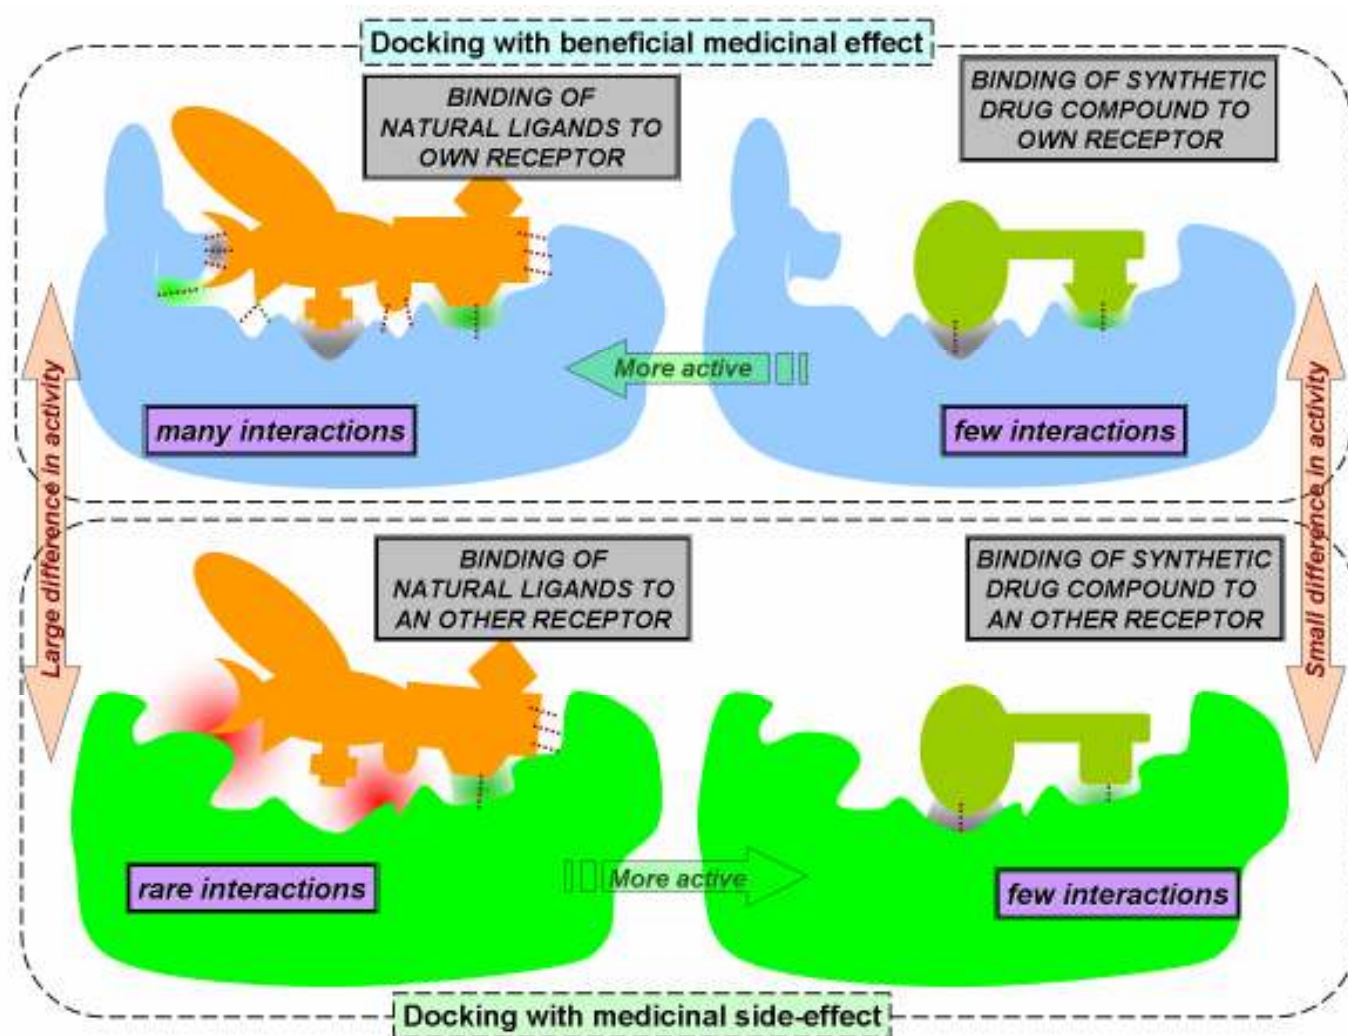 Docking with beneficial medicinal effect
BINDING OF
NATURAL LIGANDS TO
OWN RECEPTOR
BINDING OF SYNTHETIC
DRUG COMPOUND TO
OWN RECEPTOR
More active
many interactions
few interactions
Large difference in activity
Small difference in activity
BINDING OF
NATURAL LIGANDS TO
AN OTHER RECEPTOR
BINDING OF SYNTHETIC
DRUG COMPOUND TO
AN OTHER RECEPTOR
rare interactions
More active
few interactions
Docking with medicinal side-effect